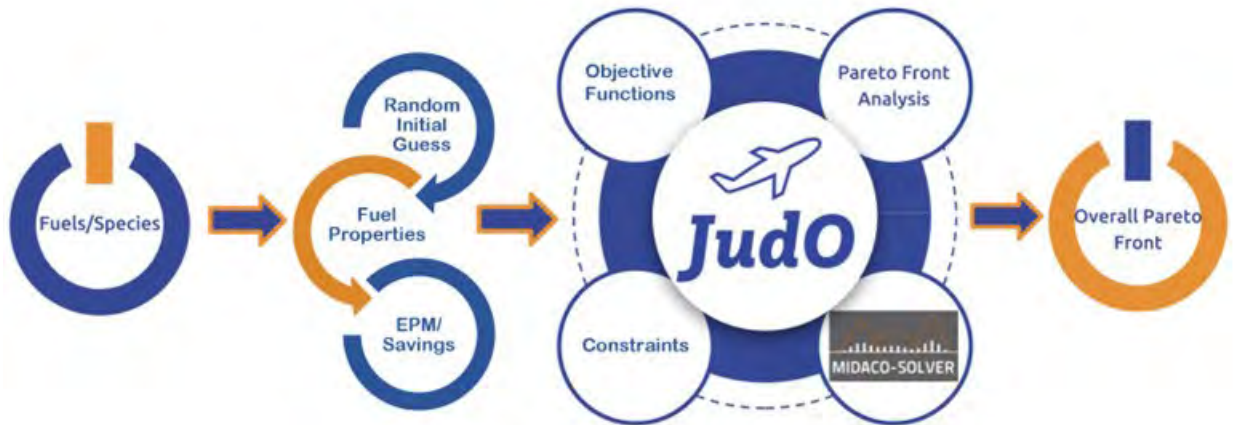 Fuels/Species
Random
Initial
Guess
Fuel
Properties
EPM/
Savings
Objective
Functions
Pareto Front
Analysis
JudO
Constraints
MIDACO-SOLVER
Overall Pareto
Front